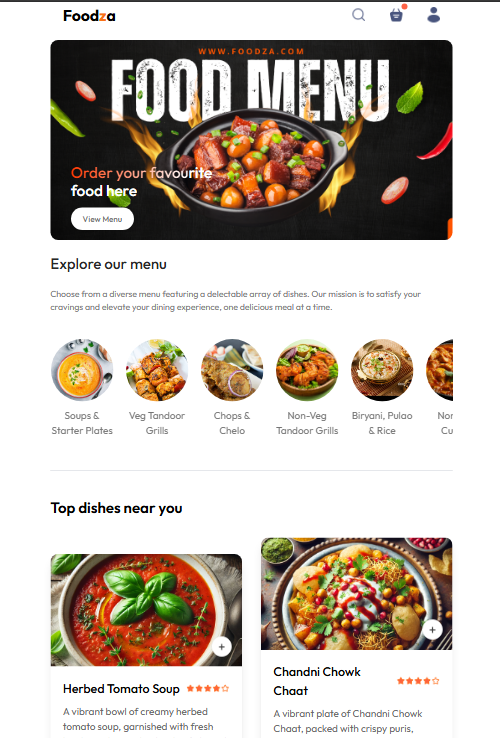 Foodza
WWW.FOODZA.COM
FOOD MENU
Order your favourite
food here
View Menu
Explore our menu
Choose from a diverse menu featuring a delectable array of dishes. Our mission is to satisfy your
cravings and elevate your dining experience, one delicious meal at a time.
Soups &
Starter Plates
Veg Tandoor
Grills
Chops &
Chelo
Non-Veg
Tandoor Grills
Biryani, Pulao
& Rice
Nor
Cu
Top dishes near you
Herbed Tomato Soup
A vibrant bowl of creamy herbed
tomato soup, garnished with fresh
Chandni Chowk
Chaat
A vibrant plate of Chandni Chowk
Chaat, packed with crispy puris,